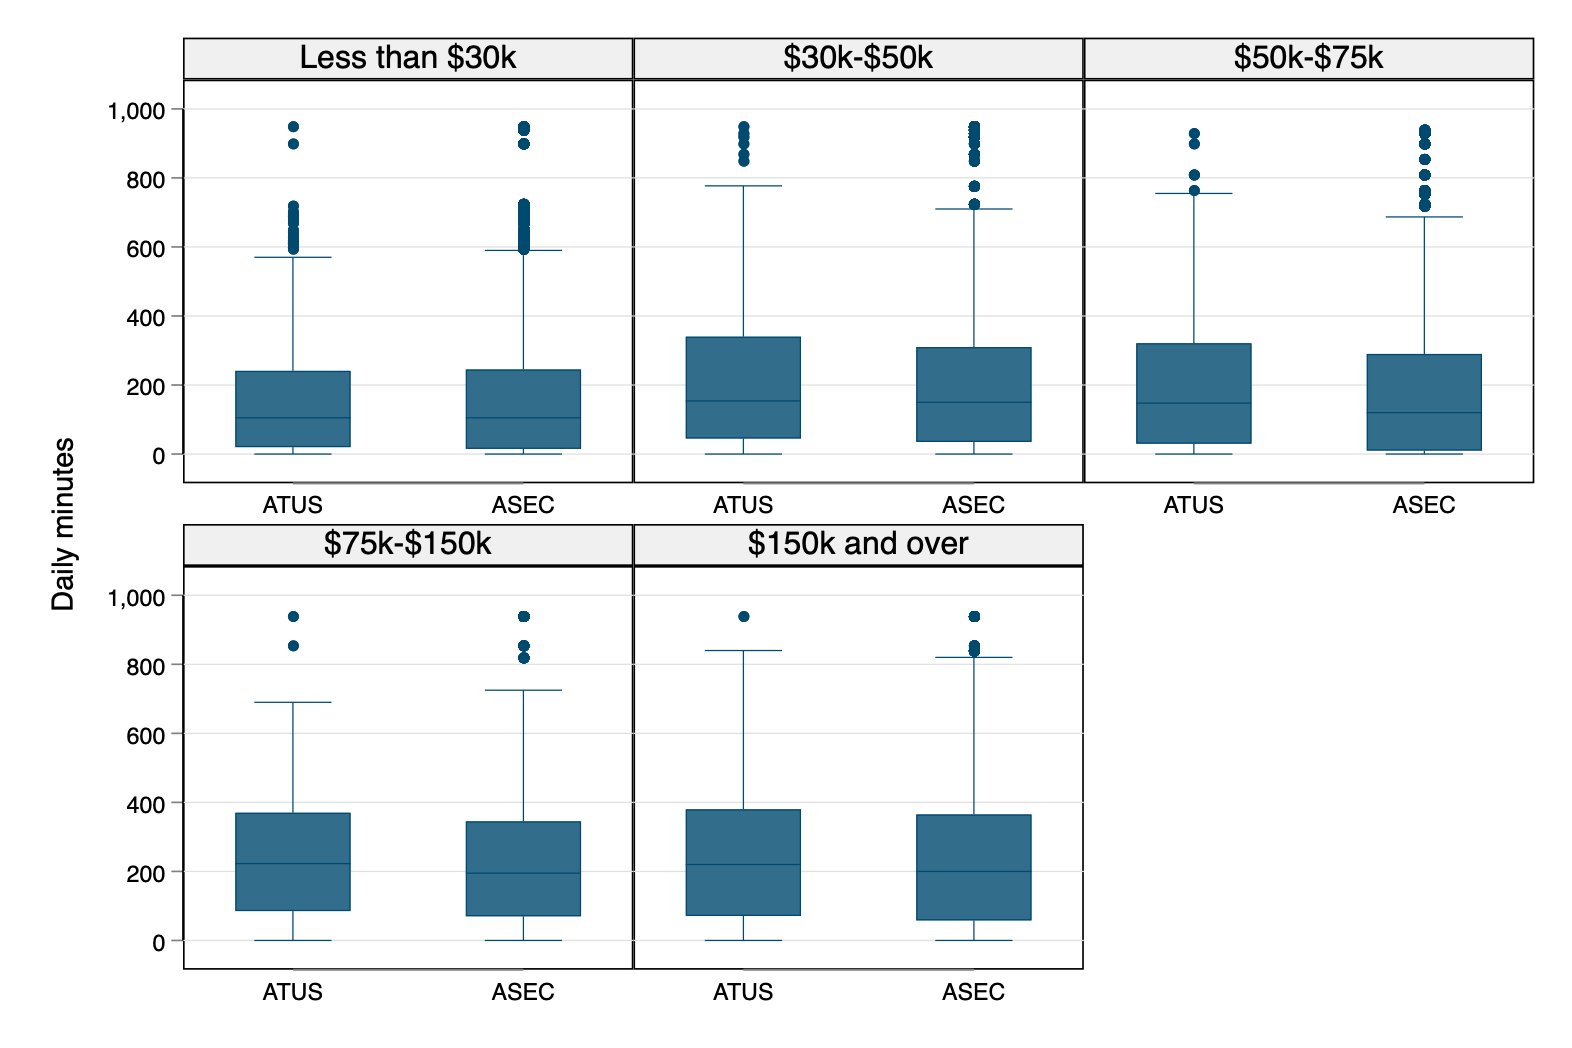 Less than $30k
$30k-$50k
$50k-$75k
1,000
800
600
400
200
0
ATUS
ASEC
ATUS
ASEC
ATUS
ASEC
Daily minutes
$75k-$150k
$150k and over
1,000
800
600
400
200
0
ATUS
ASEC
ATUS
ASEC